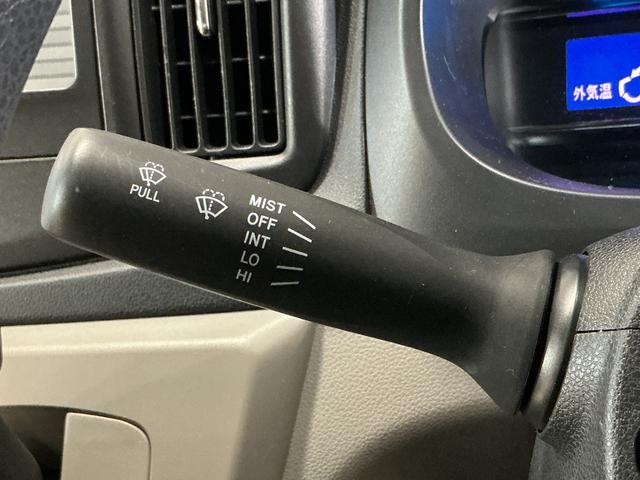 外気温
PULL
MIST
OFF
INT
LO
HI